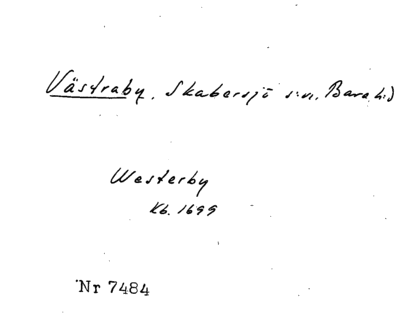 Västraby. Skabersjö s:n. Bara h:d
Westerby
Kb. 1699
Nr 7484